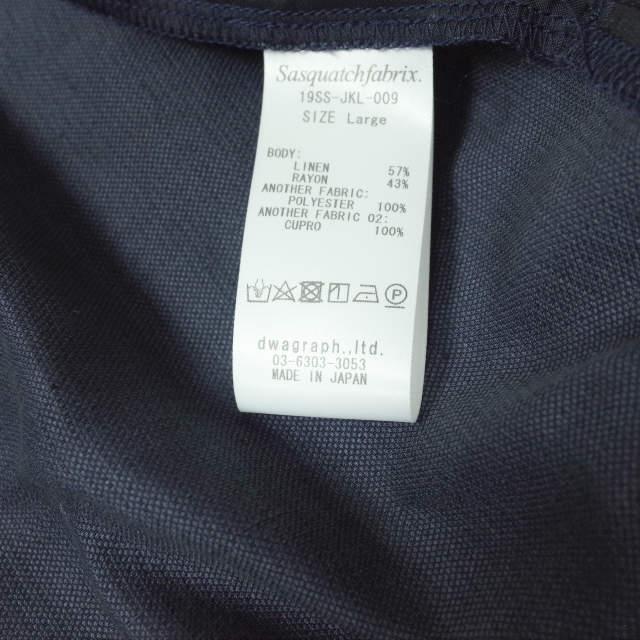 Sasquatchfabrix.
19SS-JKL-009
SIZE Large
BODY:
LINEN 57%
RAYON 43%
ANOTHER FABRIC:
POLYESTER 100%
ANOTHER FABRIC 02:
CUPRO 100%
P
dwagraph.,ltd.
03-6303-3053
MADE IN JAPAN